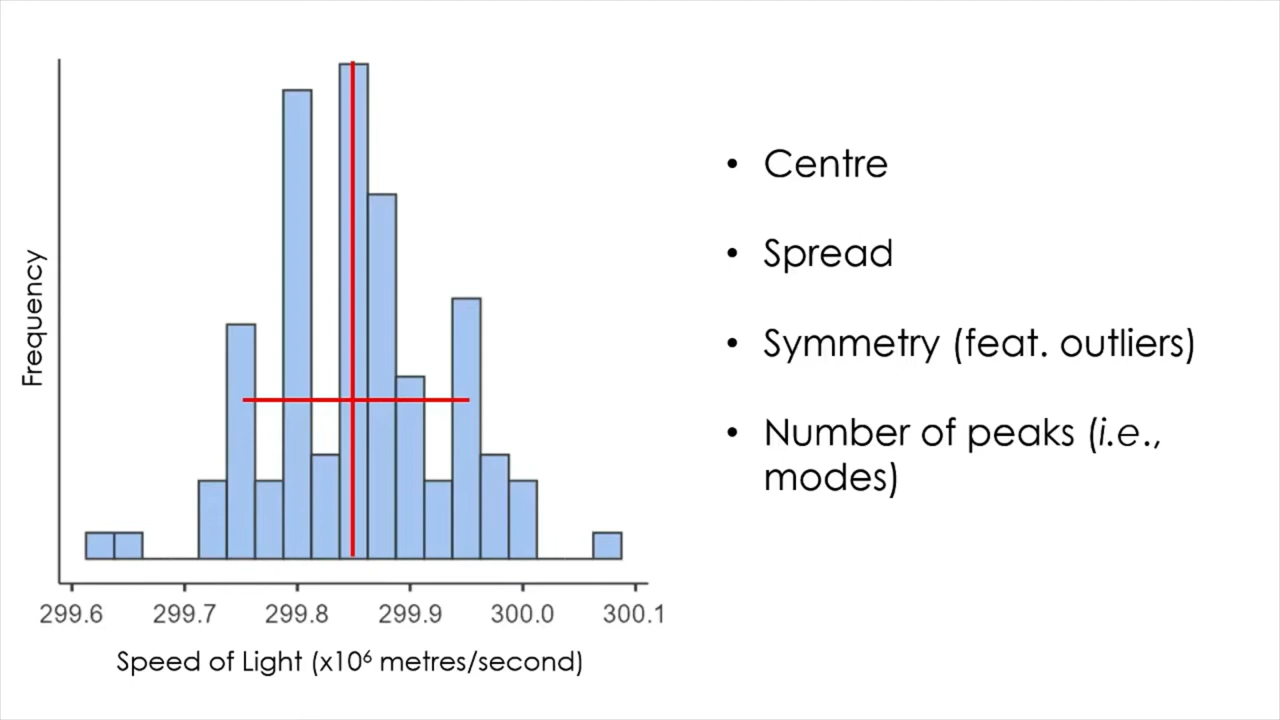 Frequency
299.6 299.7 299.8 299.9 300.0 300.1
Speed of Light (x10⁶ metres/second)
• Centre
• Spread
• Symmetry (feat. outliers)
• Number of peaks (i.e.,
modes)